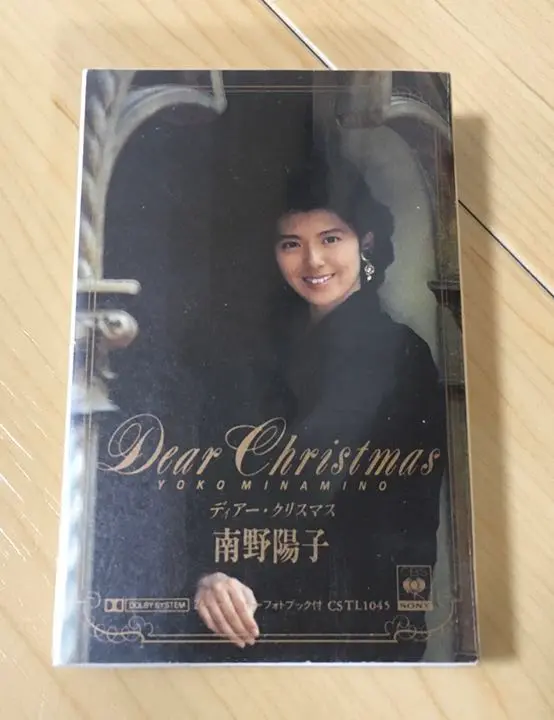 Dear Christmas
YOKO MINAMINO
ディアー・クリスマス
南野陽子
DOLBY SYSTEM
フォトブック付 CSTL1045
CBS
SONY